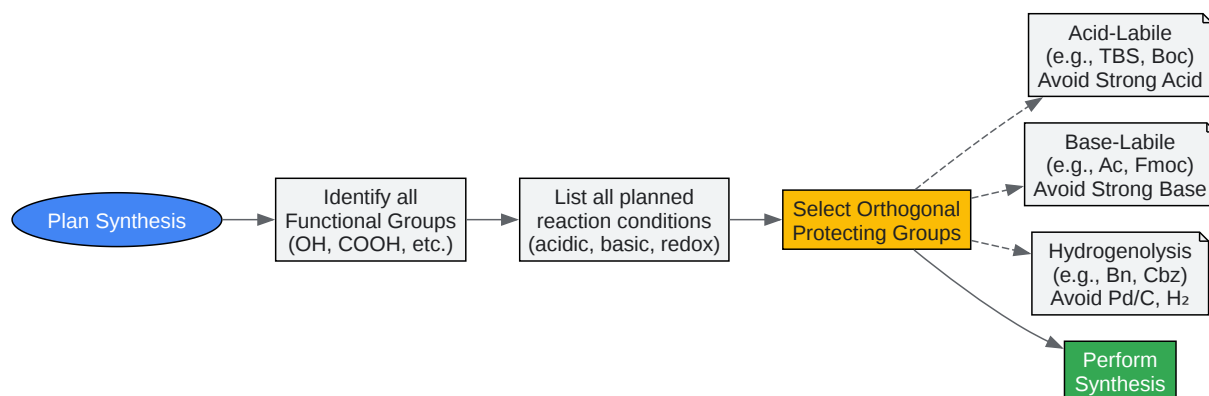 Plan Synthesis
Identify all
Functional Groups
(OH, COOH, etc.)
List all planned
reaction conditions
(acidic, basic, redox)
Select Orthogonal
Protecting Groups
Acid-Labile
(e.g., TBS, Boc)
Avoid Strong Acid
Base-Labile
(e.g., Ac, Fmoc)
Avoid Strong Base
Hydrogenolysis
(e.g., Bn, Cbz)
Avoid Pd/C, H₂
Perform
Synthesis